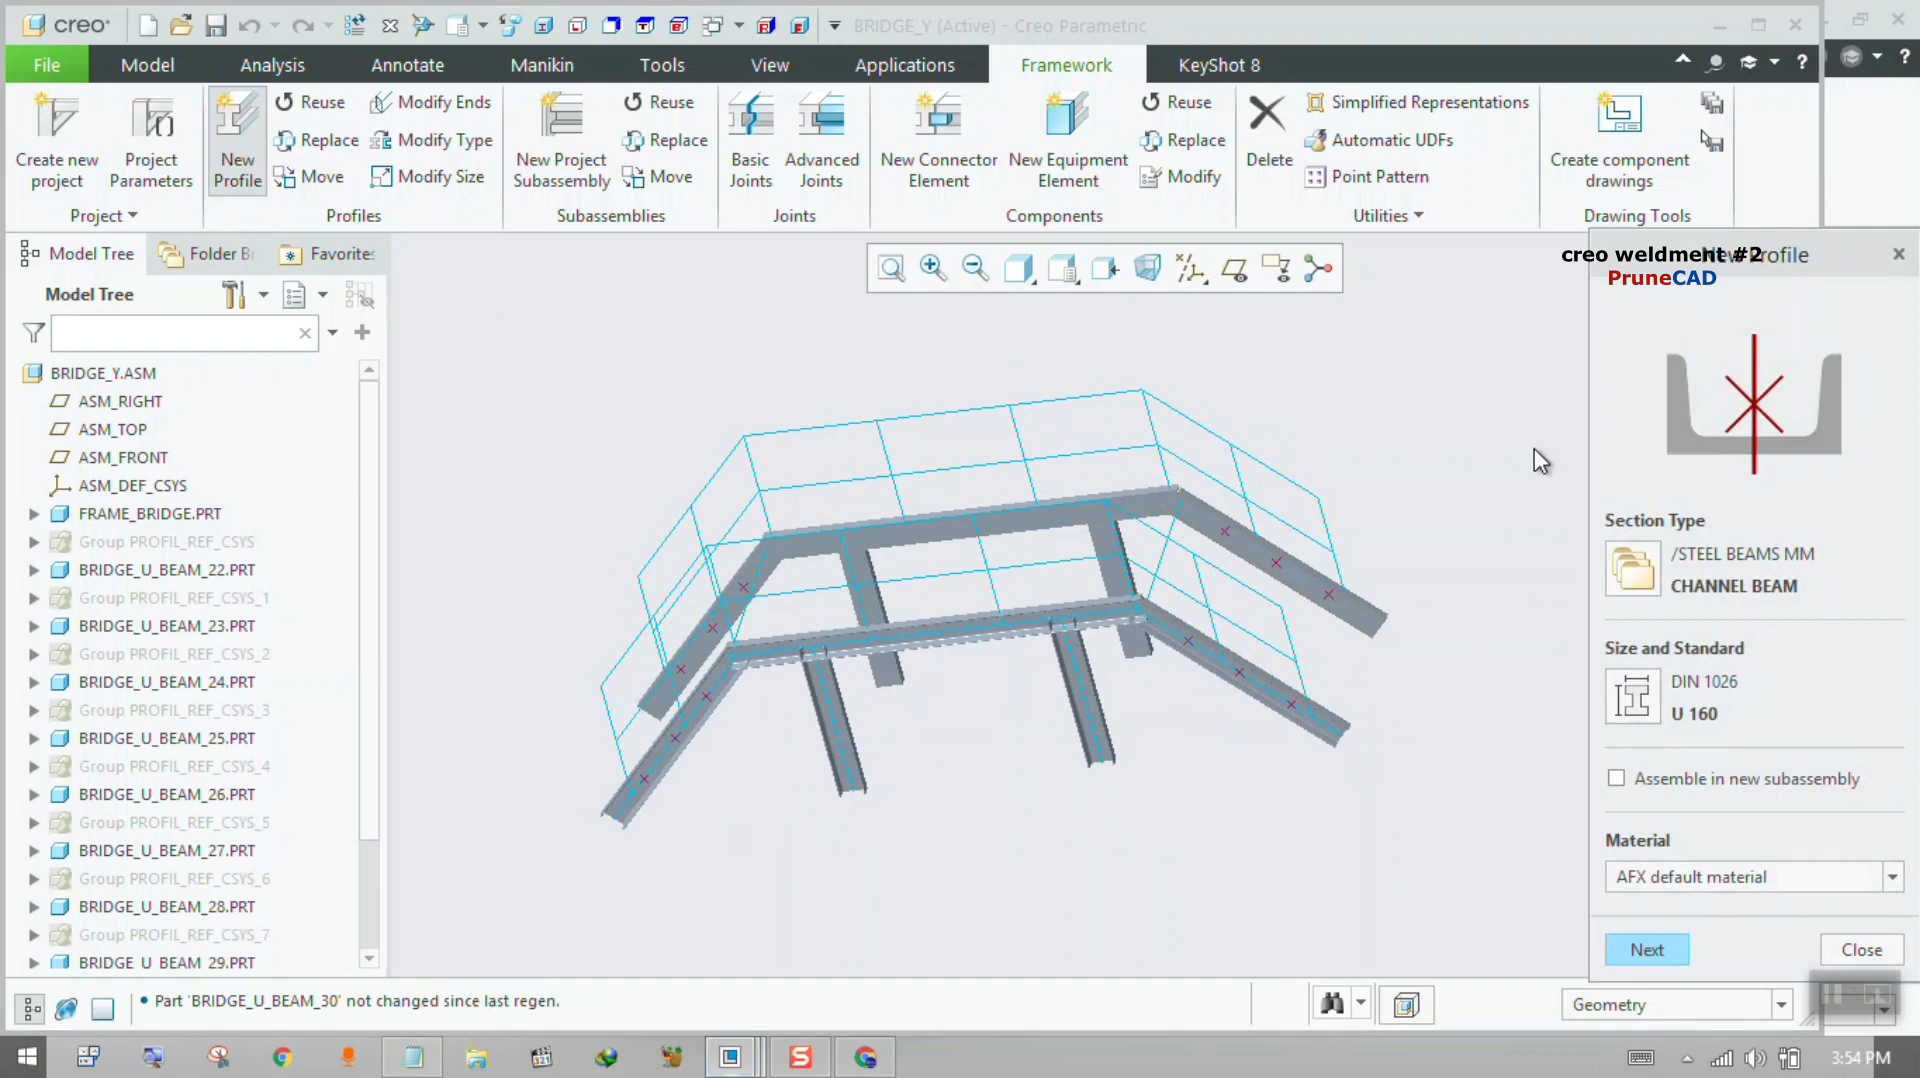 creo
BRIDGE_Y (Active) - Creo Parametric
File
Model
Analysis
Annotate
Manikin
Tools
View
Applications
Framework
KeyShot 8
Create new
project
Project
Parameters
Project
New
Profile
Reuse
Replace
Move
Modify Ends
Modify Type
Modify Size
Profiles
New Project
Subassembly
Reuse
Replace
Move
Subassemblies
Basic
Joints
Advanced
Joints
Joints
New Connector
Element
New Equipment
Element
Reuse
Replace
Modify
Components
Delete
Simplified Representations
Automatic UDFs
Point Pattern
Utilities
Create component
drawings
Drawing Tools
Model Tree
Folder Br
Favorites
Model Tree
BRIDGE_Y.ASM
ASM_RIGHT
ASM_TOP
ASM_FRONT
ASM_DEF_CSYS
FRAME_BRIDGE.PRT
Group PROFIL_REF_CSYS
BRIDGE_U_BEAM_22.PRT
Group PROFIL_REF_CSYS_1
BRIDGE_U_BEAM_23.PRT
Group PROFIL_REF_CSYS_2
BRIDGE_U_BEAM_24.PRT
Group PROFIL_REF_CSYS_3
BRIDGE_U_BEAM_25.PRT
Group PROFIL_REF_CSYS_4
BRIDGE_U_BEAM_26.PRT
Group PROFIL_REF_CSYS_5
BRIDGE_U_BEAM_27.PRT
Group PROFIL_REF_CSYS_6
BRIDGE_U_BEAM_28.PRT
Group PROFIL_REF_CSYS_7
BRIDGE_U_BEAM_29.PRT
creo weldment #2
PruneCAD
New Profile
Section Type
/STEEL BEAMS MM
CHANNEL BEAM
Size and Standard
DIN 1026
U 160
Assemble in new subassembly
Material
AFX default material
Next
Close
• Part 'BRIDGE_U_BEAM_30' not changed since last regen.
Geometry
3:54 PM